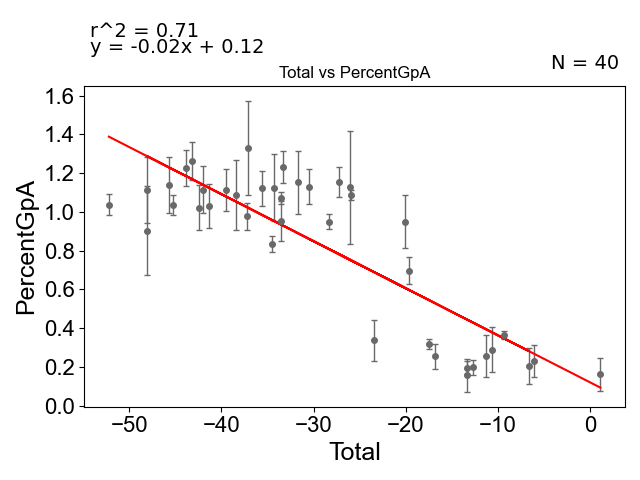 r^2 = 0.71
y = -0.02x + 0.12
N = 40
Total vs PercentGpA
PercentGpA
1.6
1.4
1.2
1.0
0.8
0.6
0.4
0.2
0.0
−50 −40 −30 −20 −10 0
Total